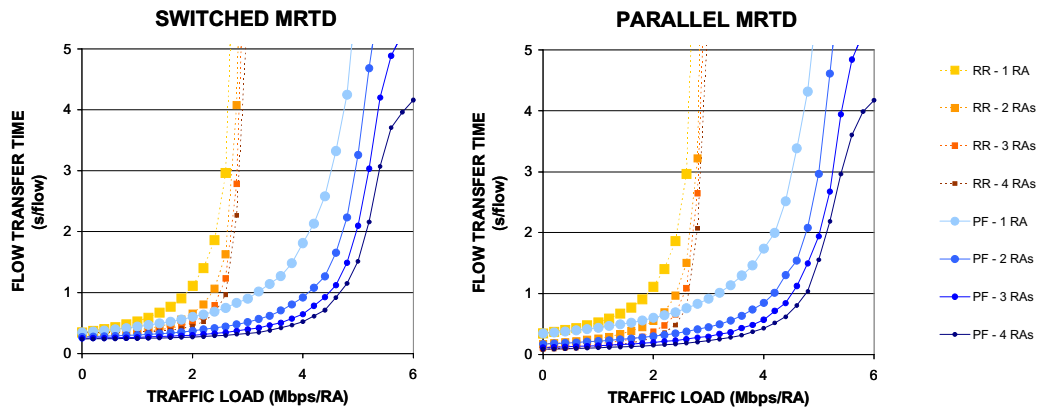 SWITCHED MRTD
FLOW TRANSFER TIME
(s/flow)
5
4
3
2
1
0
0
2
4
6
TRAFFIC LOAD (Mbps/RA)
PARALLEL MRTD
FLOW TRANSFER TIME
(s/flow)
5
4
3
2
1
0
0
2
4
6
TRAFFIC LOAD (Mbps/RA)
RR - 1 RA
RR - 2 RAs
RR - 3 RAs
RR - 4 RAs
PF - 1 RA
PF - 2 RAs
PF - 3 RAs
PF - 4 RAs